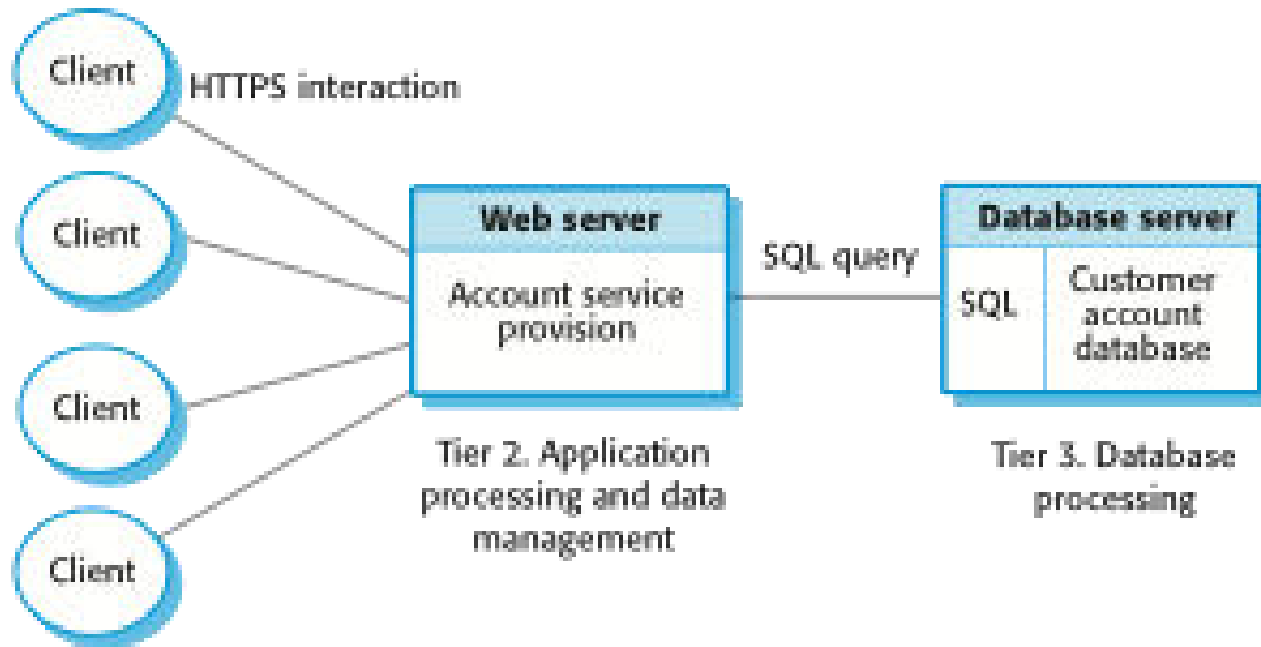 Client
HTTPS interaction
Client
Client
Client
Web server
Account service
provision
Tier 2. Application
processing and data
management
SQL query
Database server
SQL
Customer
account
database
Tier 3. Database
processing